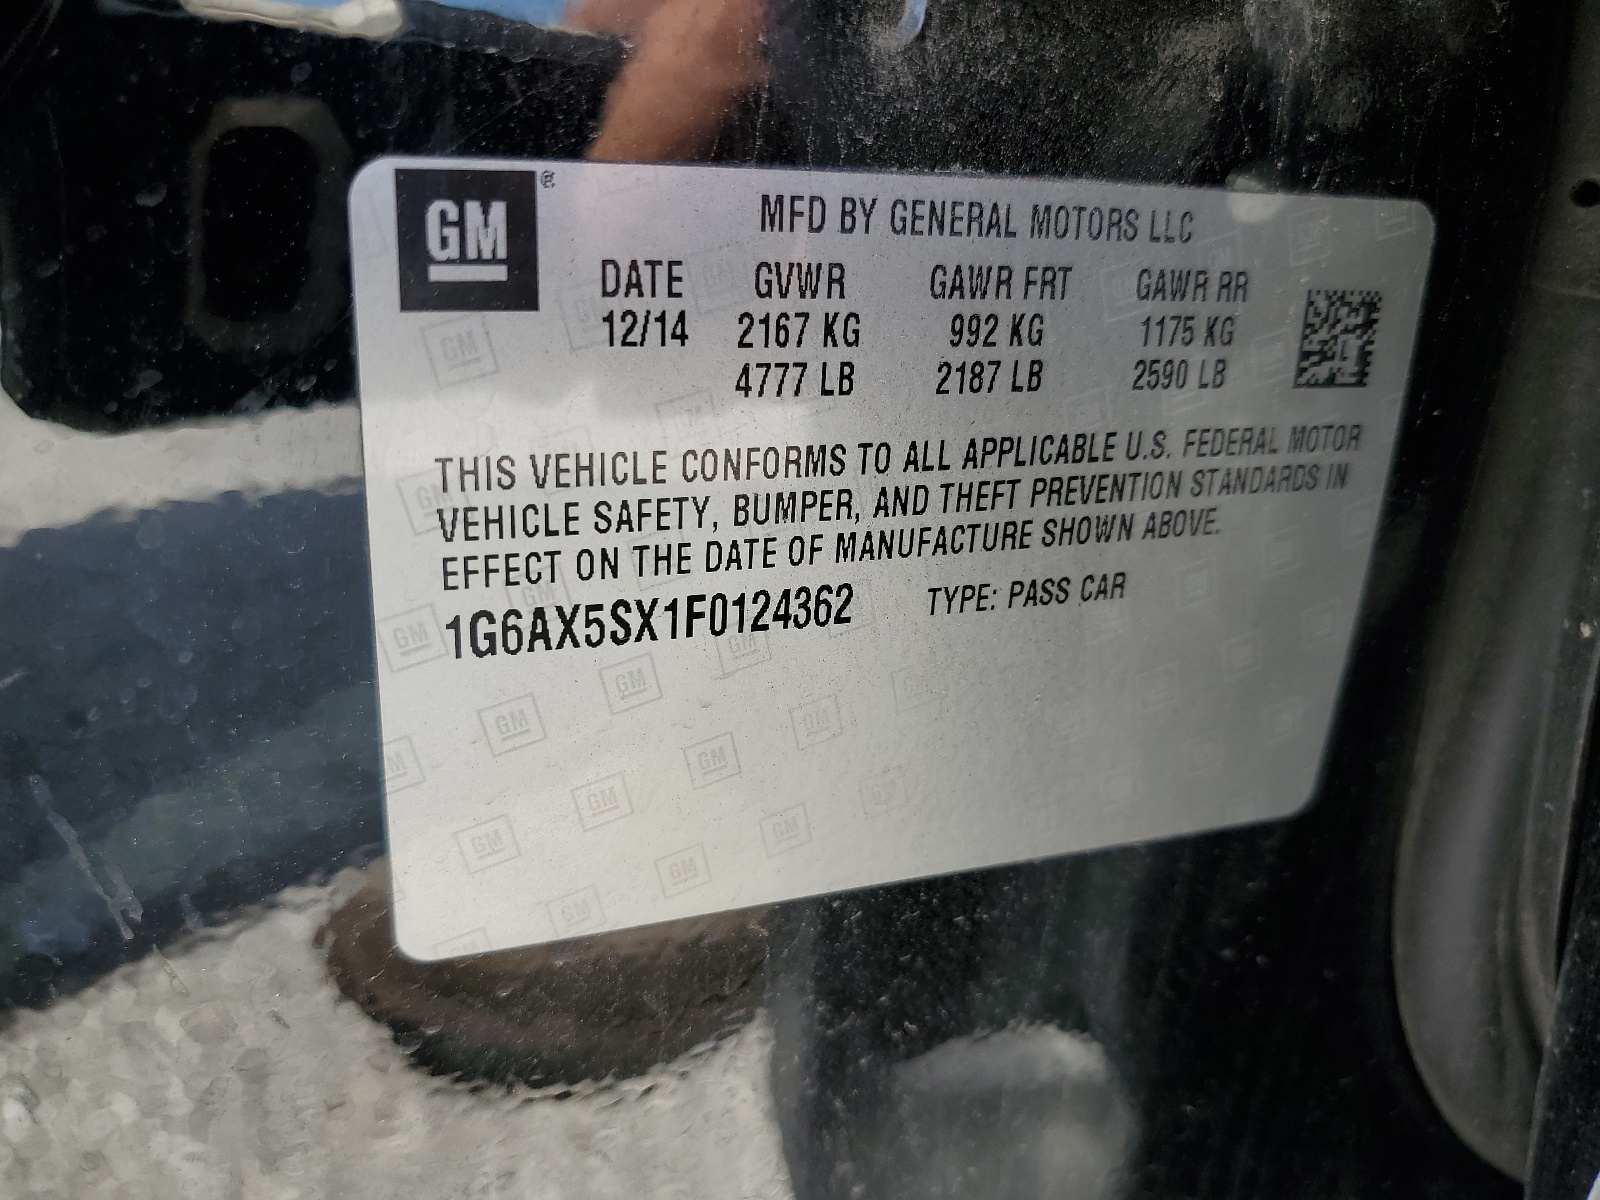 GM ®
MFD BY GENERAL MOTORS LLC
DATE GVWR GAWR FRT GAWR RR
12/14 2167 KG 992 KG 1175 KG
4777 LB 2187 LB 2590 LB
THIS VEHICLE CONFORMS TO ALL APPLICABLE U.S. FEDERAL MOTOR
VEHICLE SAFETY, BUMPER, AND THEFT PREVENTION STANDARDS IN
EFFECT ON THE DATE OF MANUFACTURE SHOWN ABOVE.
1G6AX5SX1F0124362 TYPE: PASS CAR